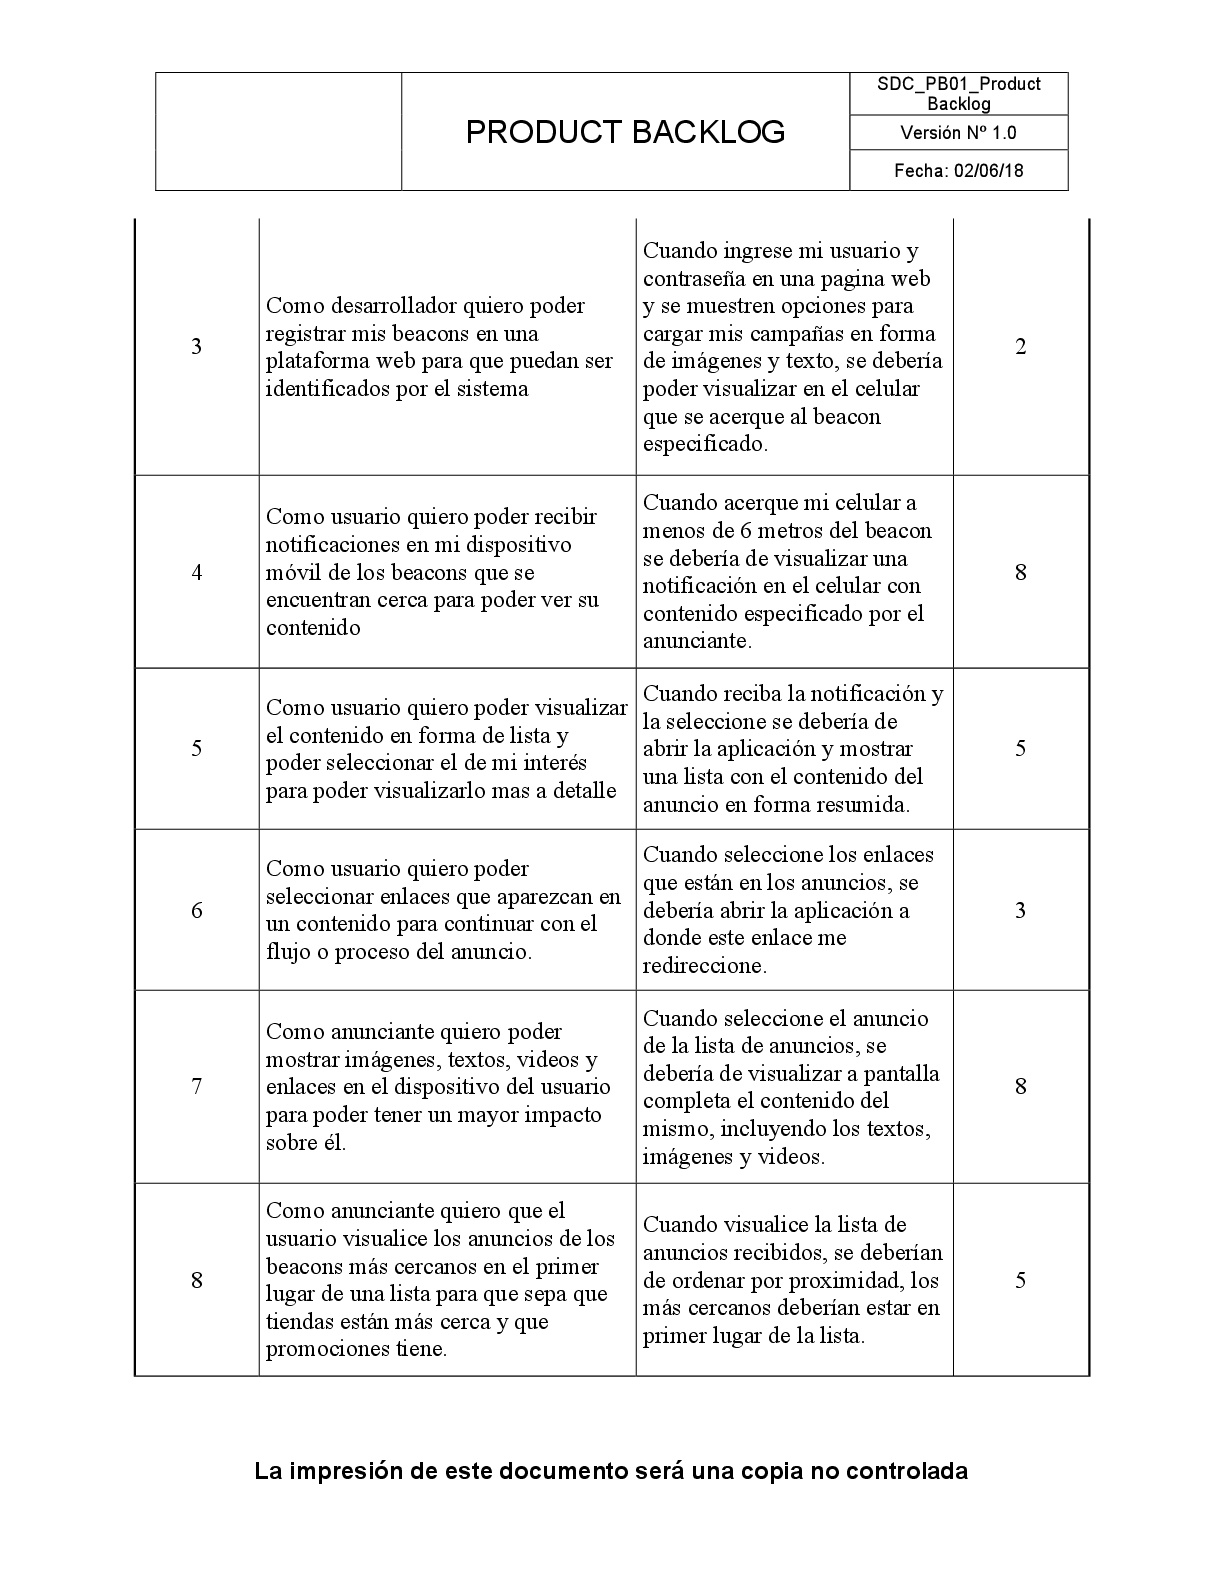 PRODUCT BACKLOG
SDC_PB01_Product
Backlog
Versión Nº 1.0
Fecha: 02/06/18
3
Como desarrollador quiero poder
registrar mis beacons en una
plataforma web para que puedan ser
identificados por el sistema
Cuando ingrese mi usuario y
contraseña en una pagina web
y se muestren opciones para
cargar mis campañas en forma
de imágenes y texto, se debería
poder visualizar en el celular
que se acerque al beacon
especificado.
2
4
Como usuario quiero poder recibir
notificaciones en mi dispositivo
móvil de los beacons que se
encuentran cerca para poder ver su
contenido
Cuando acerque mi celular a
menos de 6 metros del beacon
se debería de visualizar una
notificación en el celular con
contenido especificado por el
anunciante.
8
5
Como usuario quiero poder visualizar
el contenido en forma de lista y
poder seleccionar el de mi interés
para poder visualizarlo mas a detalle
Cuando reciba la notificación y
la seleccione se debería de
abrir la aplicación y mostrar
una lista con el contenido del
anuncio en forma resumida.
5
6
Como usuario quiero poder
seleccionar enlaces que aparezcan en
un contenido para continuar con el
flujo o proceso del anuncio.
Cuando seleccione los enlaces
que están en los anuncios, se
debería abrir la aplicación a
donde este enlace me
redireccione.
3
7
Como anunciante quiero poder
mostrar imágenes, textos, videos y
enlaces en el dispositivo del usuario
para poder tener un mayor impacto
sobre él.
Cuando seleccione el anuncio
de la lista de anuncios, se
debería de visualizar a pantalla
completa el contenido del
mismo, incluyendo los textos,
imágenes y videos.
8
8
Como anunciante quiero que el
usuario visualice los anuncios de los
beacons más cercanos en el primer
lugar de una lista para que sepa que
tiendas están más cerca y que
promociones tiene.
Cuando visualice la lista de
anuncios recibidos, se deberían
de ordenar por proximidad, los
más cercanos deberían estar en
primer lugar de la lista.
5
La impresión de este documento será una copia no controlada